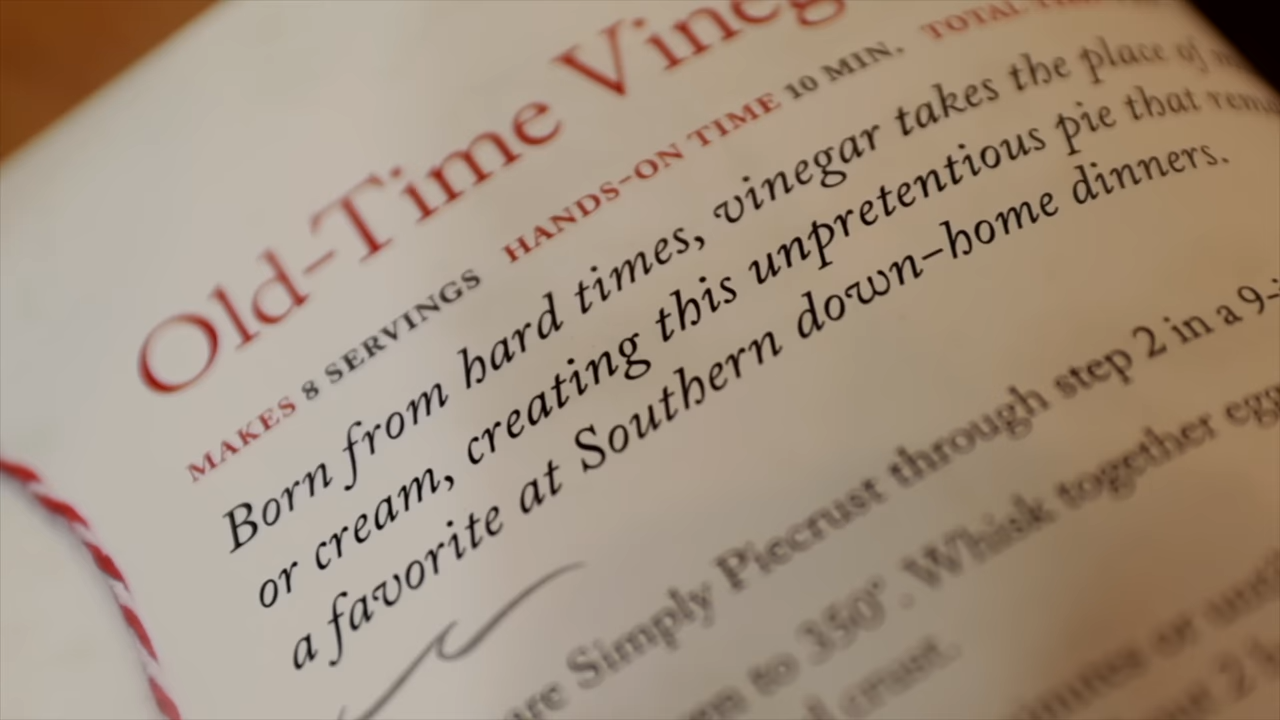 Old-Time Vineg
MAKES 8 SERVINGS HANDS-ON TIME 10 MIN. TOTAL
Born from hard times, vinegar takes the place of
or cream, creating this unpretentious pie that
a favorite at Southern down-home dinners.
Simply Piecrust through step 2 in a 9-
to 350°. Whisk together
crust.